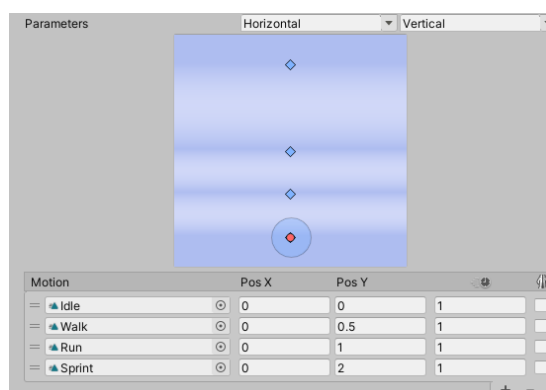 Parameters Horizontal Vertical
Motion Pos X Pos Y
Idle 0 0 1
Walk 0 0.5 1
Run 0 1 1
Sprint 0 2 1